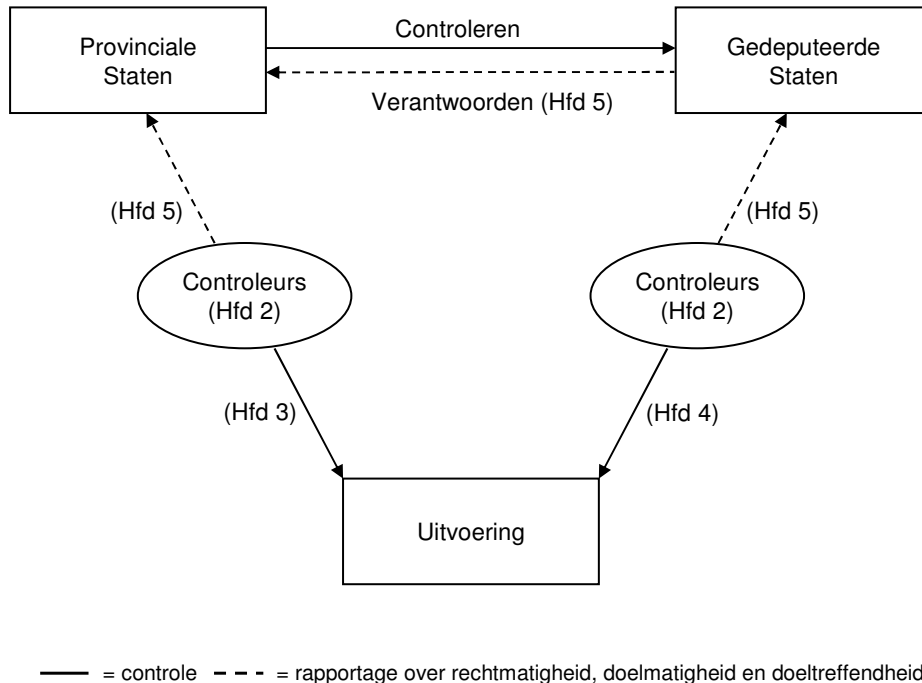 Provinciale
Staten
Controleren
Gedeputeerde
Staten
Verantwoorden (Hfd 5)
(Hfd 5)
(Hfd 5)
Controleurs
(Hfd 2)
Controleurs
(Hfd 2)
(Hfd 3)
(Hfd 4)
Uitvoering
= controle = rapportage over rechtmatigheid, doelmatigheid en doeltreffendheid